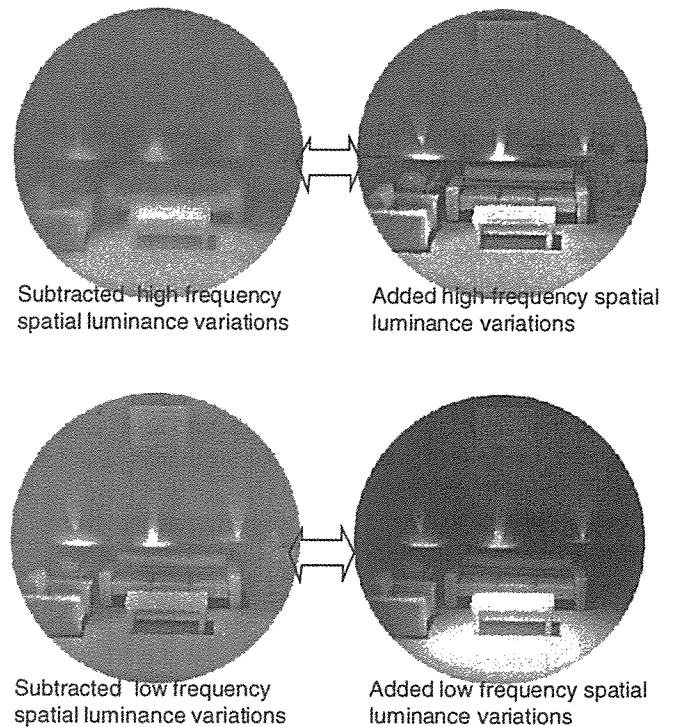 Subtracted high frequency
spatial luminance variations
Added high frequency spatial
luminance variations
Subtracted low frequency
spatial luminance variations
Added low frequency spatial
luminance variations